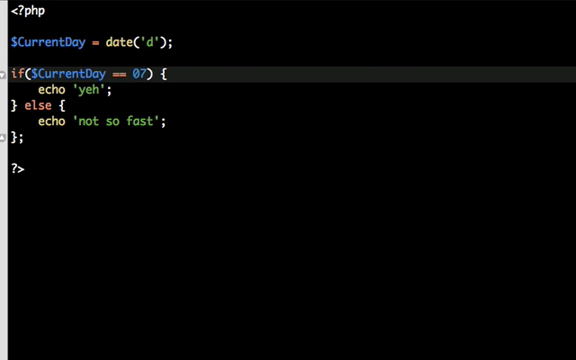 <?php
$CurrentDay = date('d');
if($CurrentDay == 07) {
echo 'yeh';
} else {
echo 'not so fast';
};
?>